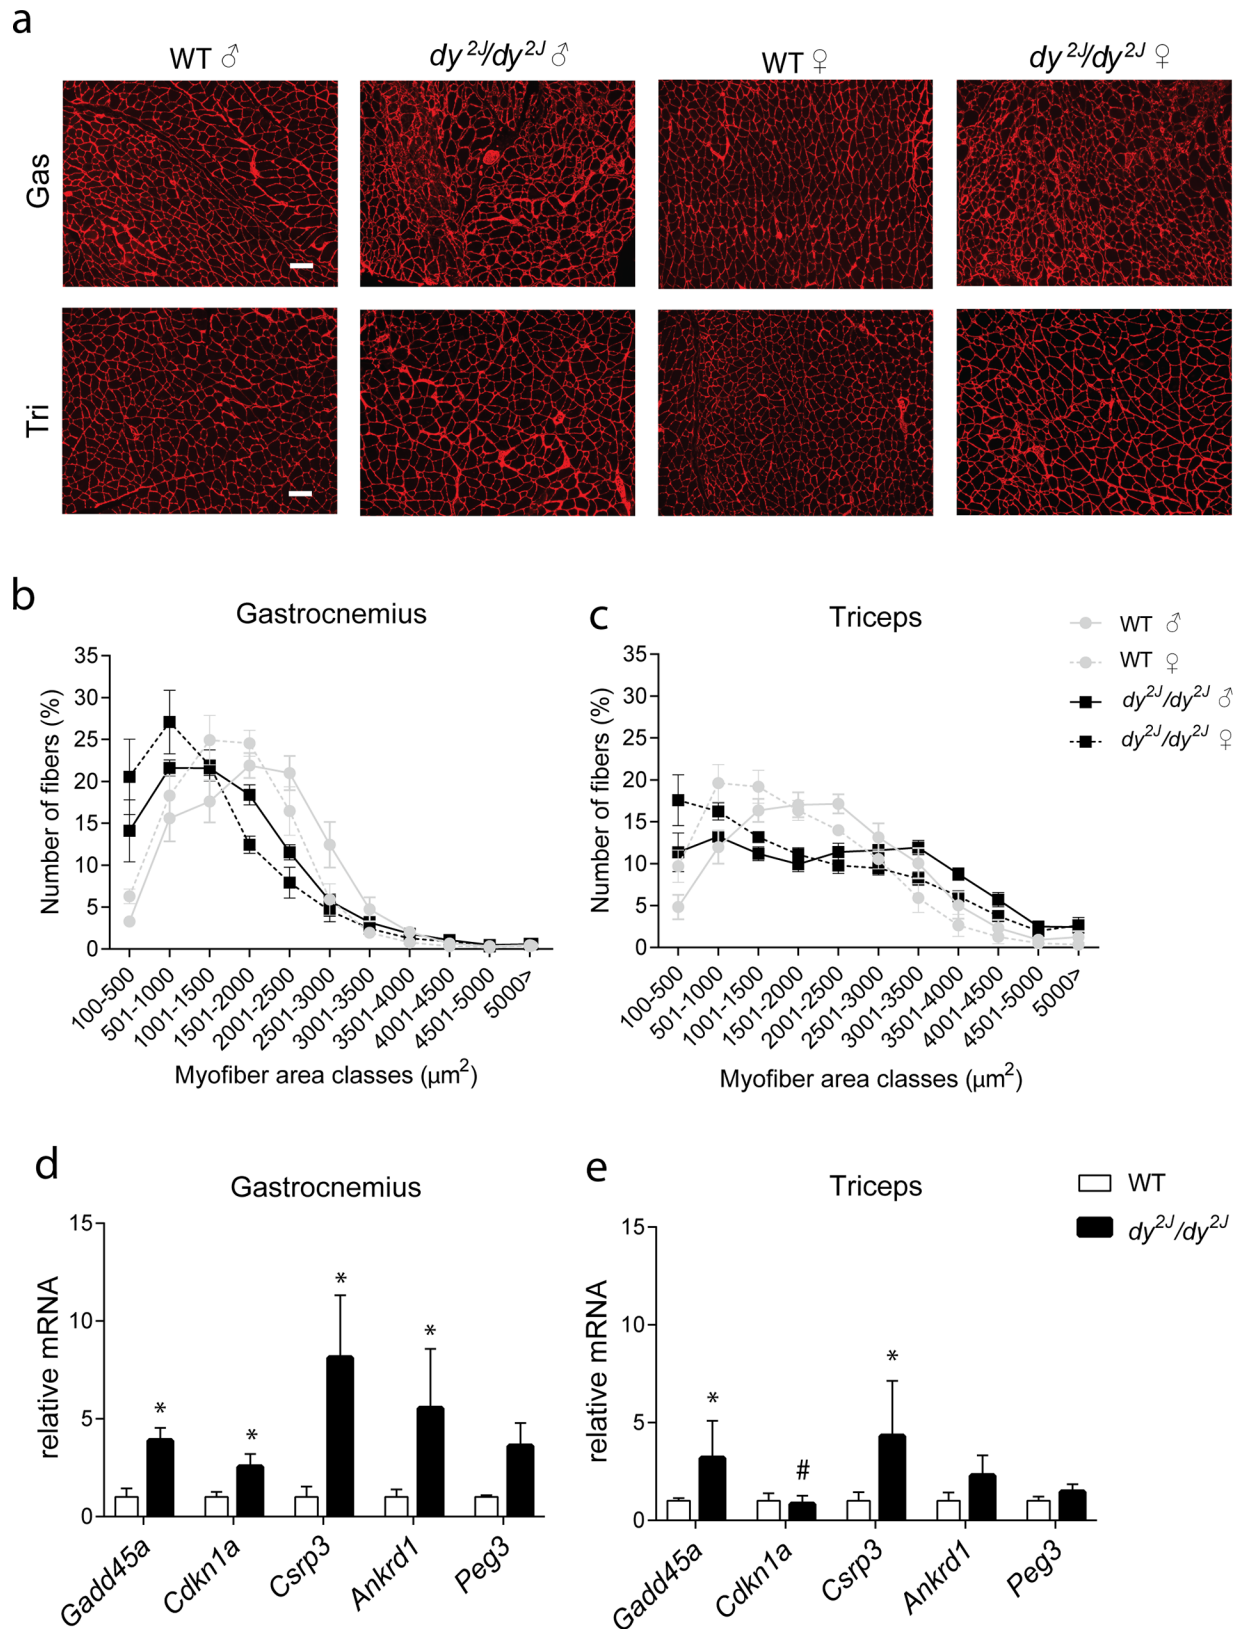 a
WT ♂
dy²ᴶ/dy²ᴶ ♂
WT ♀
dy²ᴶ/dy²ᴶ ♀
Gas
Tri
b
Gastrocnemius
35
30
25
20
15
10
5
0
Number of fibers (%)
100-500
501-1000
1001-1500
1501-2000
2001-2500
2501-3000
3001-3500
3501-4000
4001-4500
4501-5000
5000>
Myofiber area classes (µm²)
c
Triceps
35
30
25
20
15
10
5
0
Number of fibers (%)
100-500
501-1000
1001-1500
1501-2000
2001-2500
2501-3000
3001-3500
3501-4000
4001-4500
4501-5000
5000>
Myofiber area classes (µm²)
WT ♂
WT ♀
dy²ᴶ/dy²ᴶ ♂
dy²ᴶ/dy²ᴶ ♀
d
Gastrocnemius
15
10
5
0
relative mRNA
*
*
*
*
Gadd45a
Cdkn1a
Csrp3
Ankrd1
Peg3
e
Triceps
15
10
5
0
relative mRNA
*
#
*
Gadd45a
Cdkn1a
Csrp3
Ankrd1
Peg3
WT
dy²ᴶ/dy²ᴶ